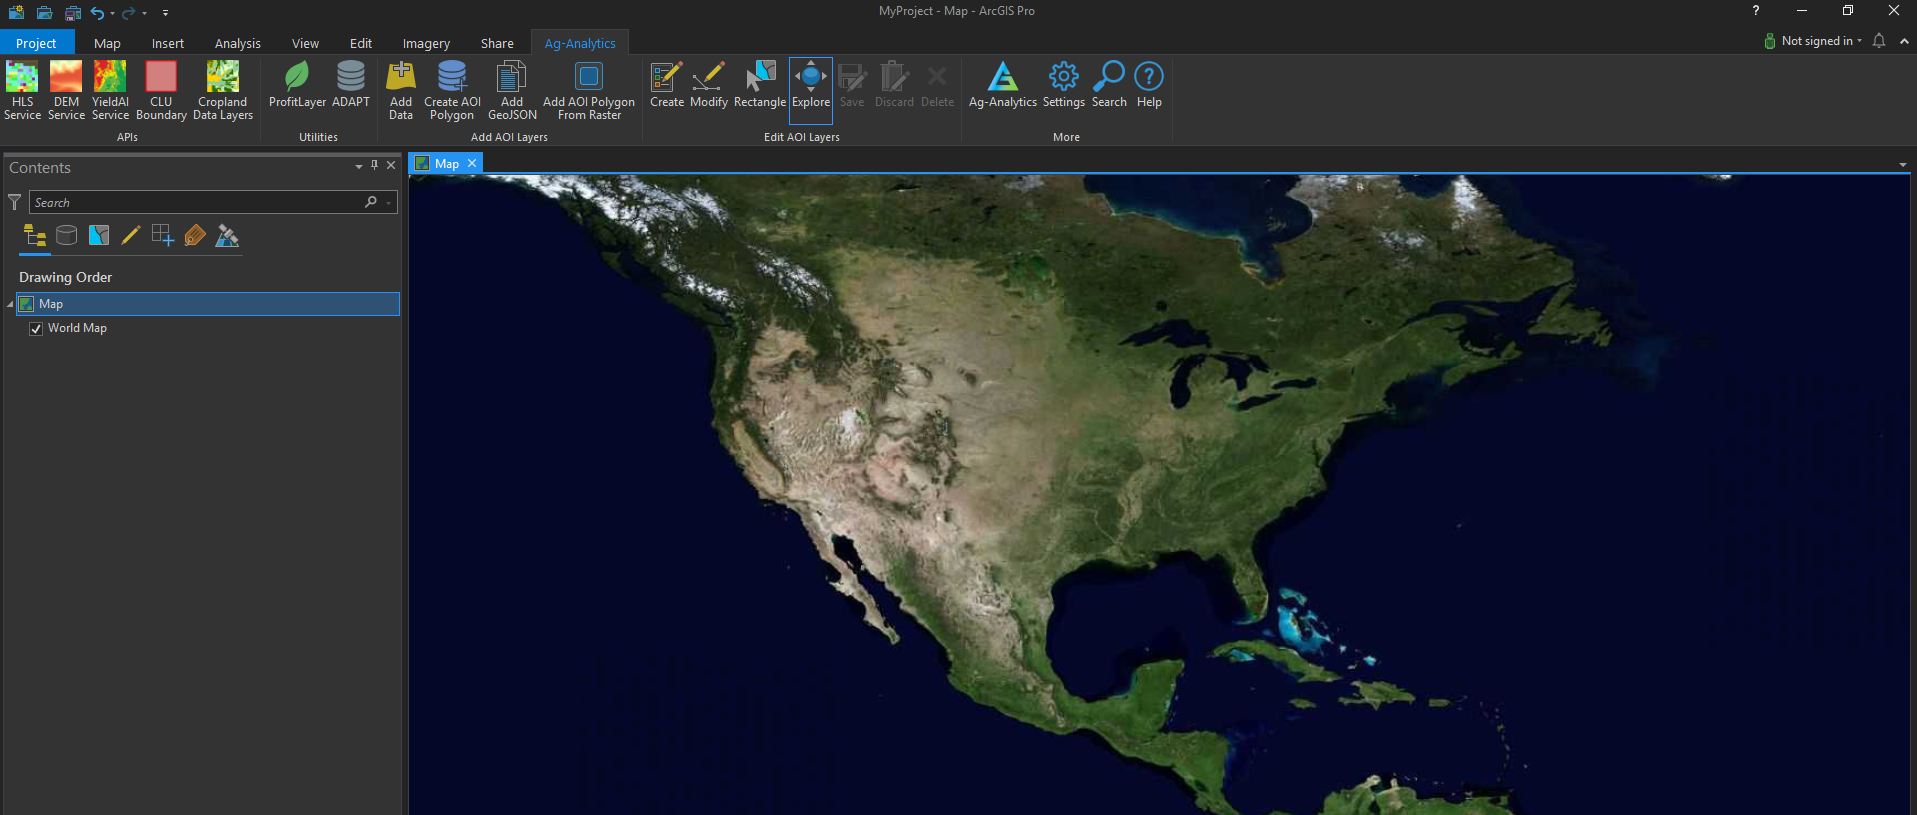 MyProject - Map - ArcGIS Pro
?
Project Map Insert Analysis View Edit Imagery Share Ag-Analytics
Not signed in
HLS Service
DEM Service
YieldAI Service
CLU Boundary
Cropland Data Layers
APIs
ProfitLayer
ADAPT
Utilities
Add Data
Create AOI Polygon
Add GeoJSON
Add AOI Polygon From Raster
Add AOI Layers
Create
Modify
Rectangle
Explore
Save
Discard
Delete
Edit AOI Layers
Ag-Analytics
Settings
Search
Help
More
Contents
Search
Drawing Order
Map
World Map
Map